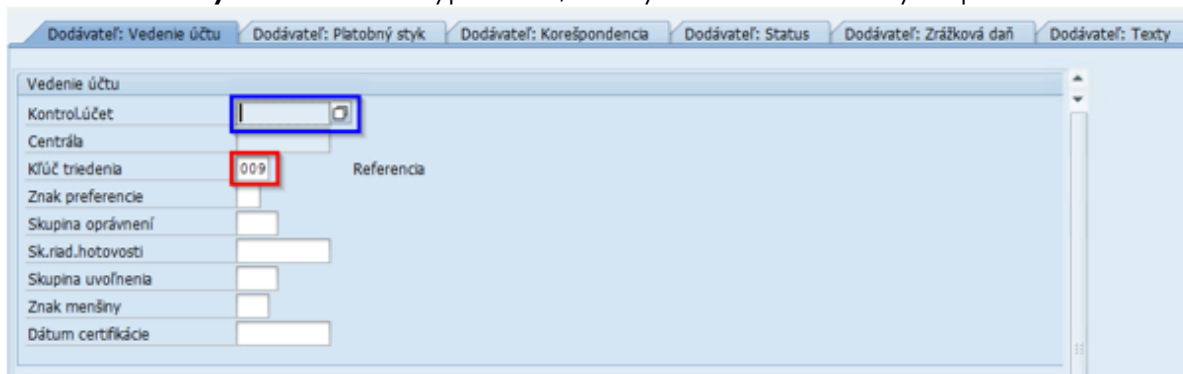 Dodávateľ: Vedenie účtu Dodávateľ: Platobný styk Dodávateľ: Korešpondencia Dodávateľ: Status Dodávateľ: Zrážková daň Dodávateľ: Texty
Vedenie účtu
Kontrol.účet
Centrála
Kľúč triedenia 009 Referencia
Znak preferencie
Skupina oprávnení
Sk.riad.hotovosti
Skupina uvoľnenia
Znak menšiny
Dátum certifikácie